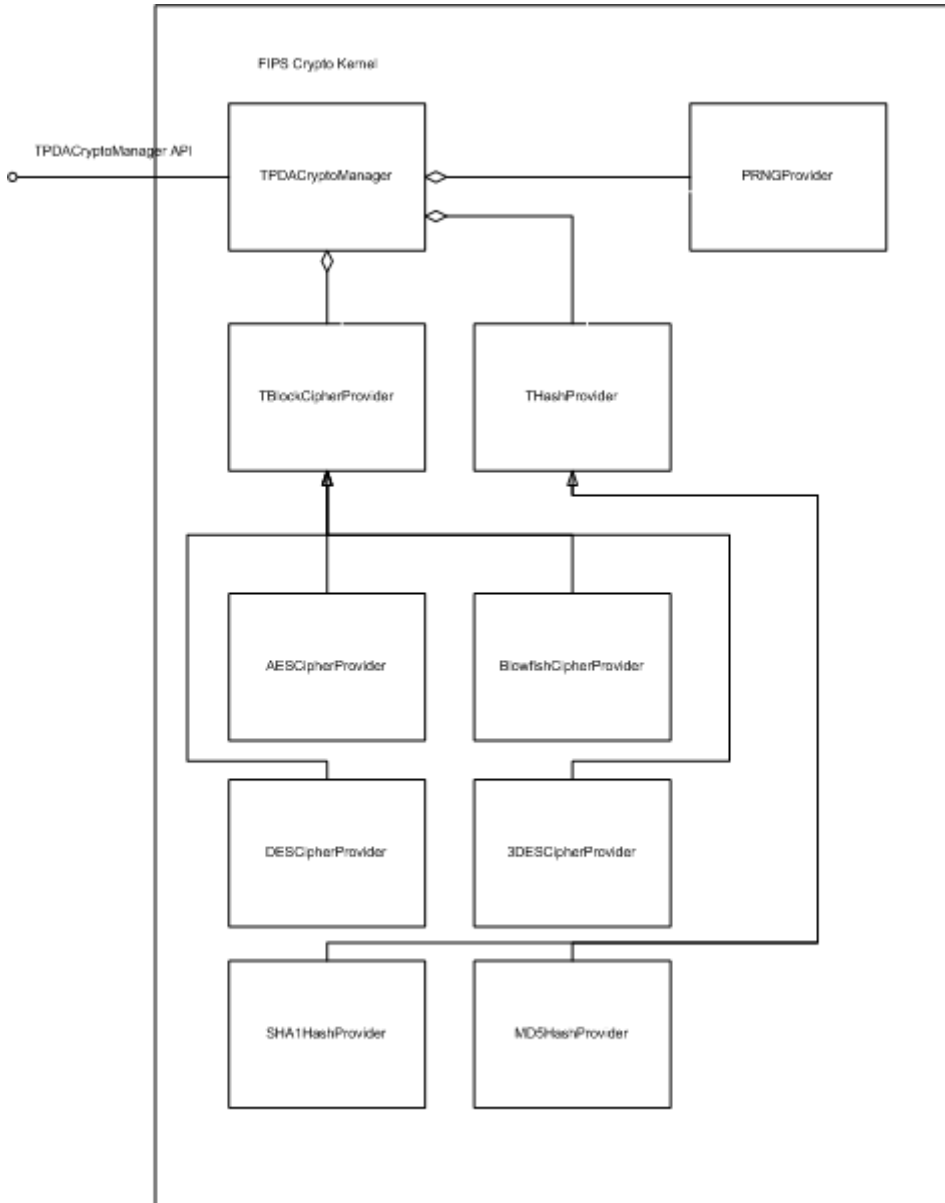 FIPS Crypto Kernel
TPDACryptoManager API
TPDACryptoManager
PRNGProvider
TBlockCipherProvider
THashProvider
AESCipherProvider
BlowfishCipherProvider
DESCipherProvider
3DESCipherProvider
SHA1HashProvider
MD5HashProvider